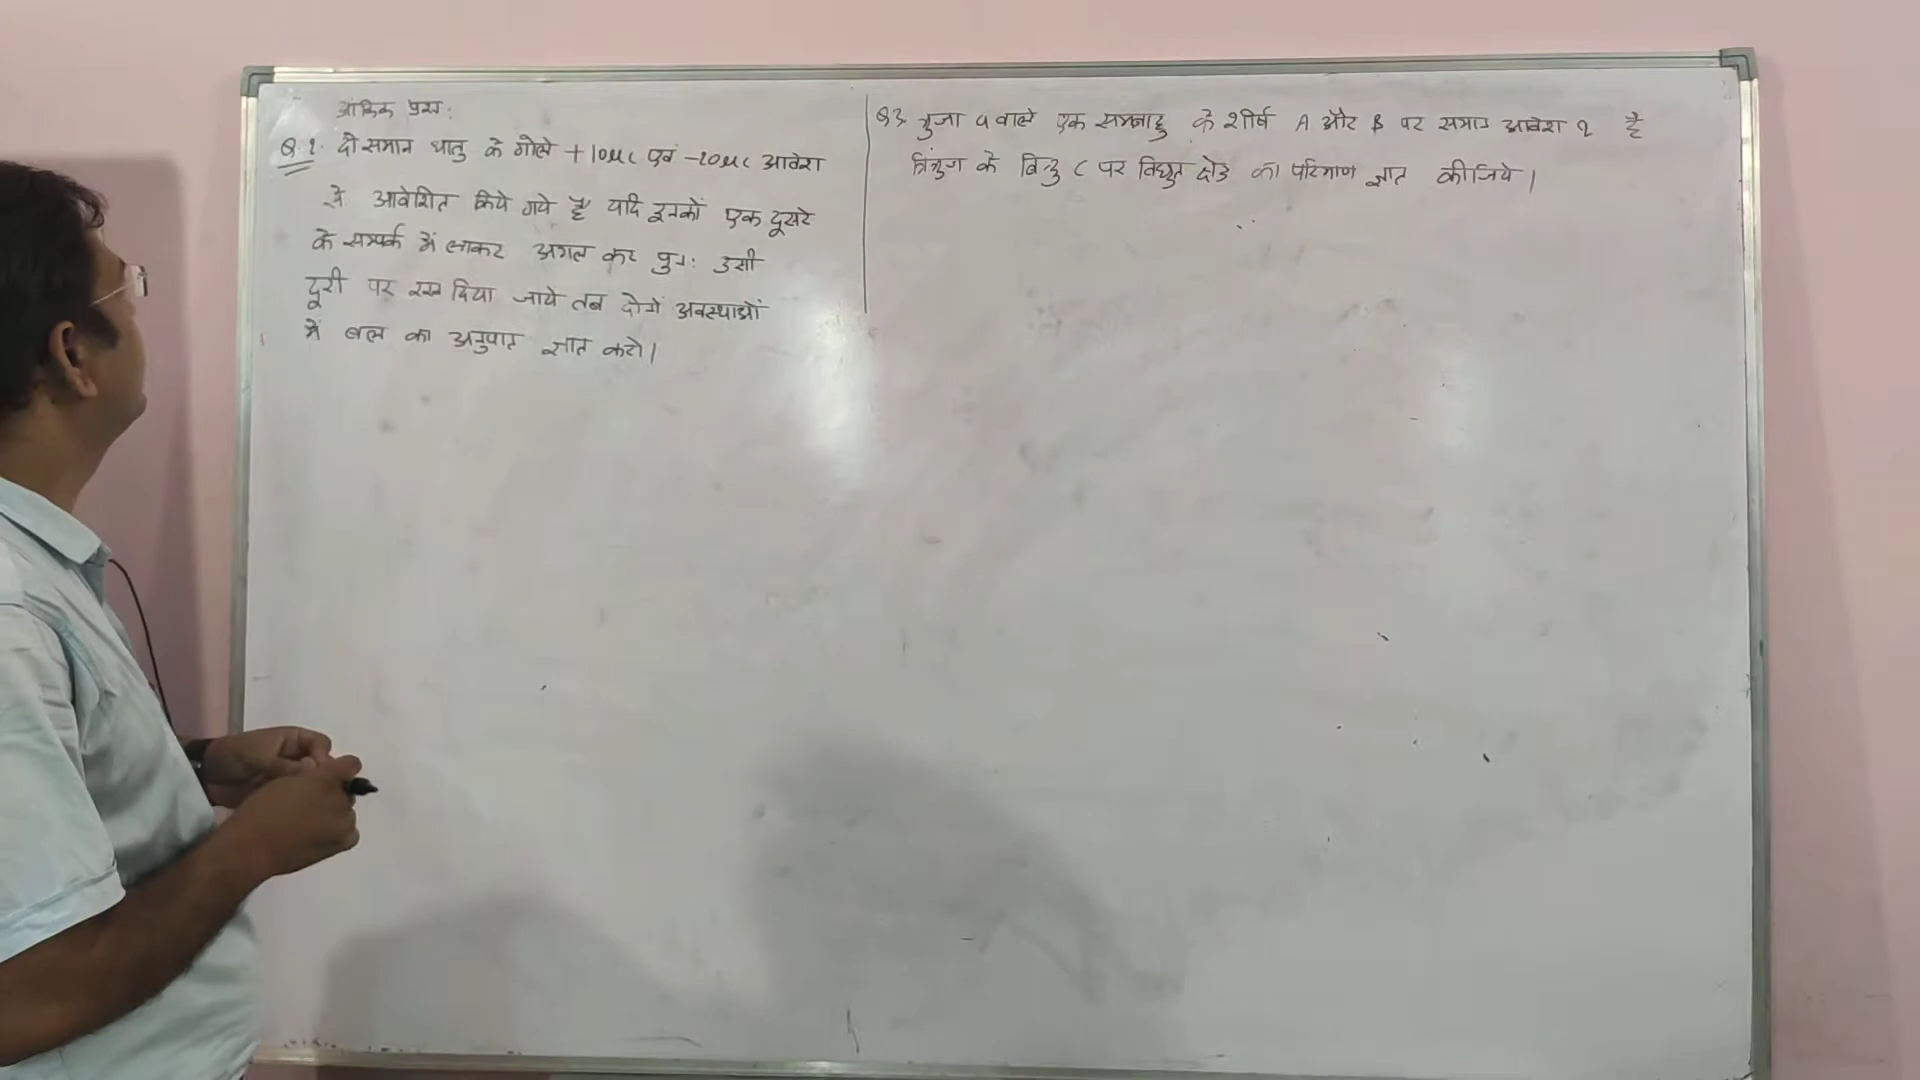 आंकिक प्रश्न:
Q.1. दो समान धातु के गोले +10μc एवं -20μc आवेश
से आवेशित किये गये है यदि इनको एक दूसरे
के सम्पर्क में लाकर अलग कर पुनः उसी
दूरी पर रख दिया जाये तब दोनों अवस्थाओं
में बल का अनुपात ज्ञात करो।
Q3. भुजा a वाले एक समबाहु के शीर्ष A और B पर समान आवेश q है
त्रिभुज के बिन्दु C पर विद्युत क्षेत्र का परिमाण ज्ञात कीजिये।